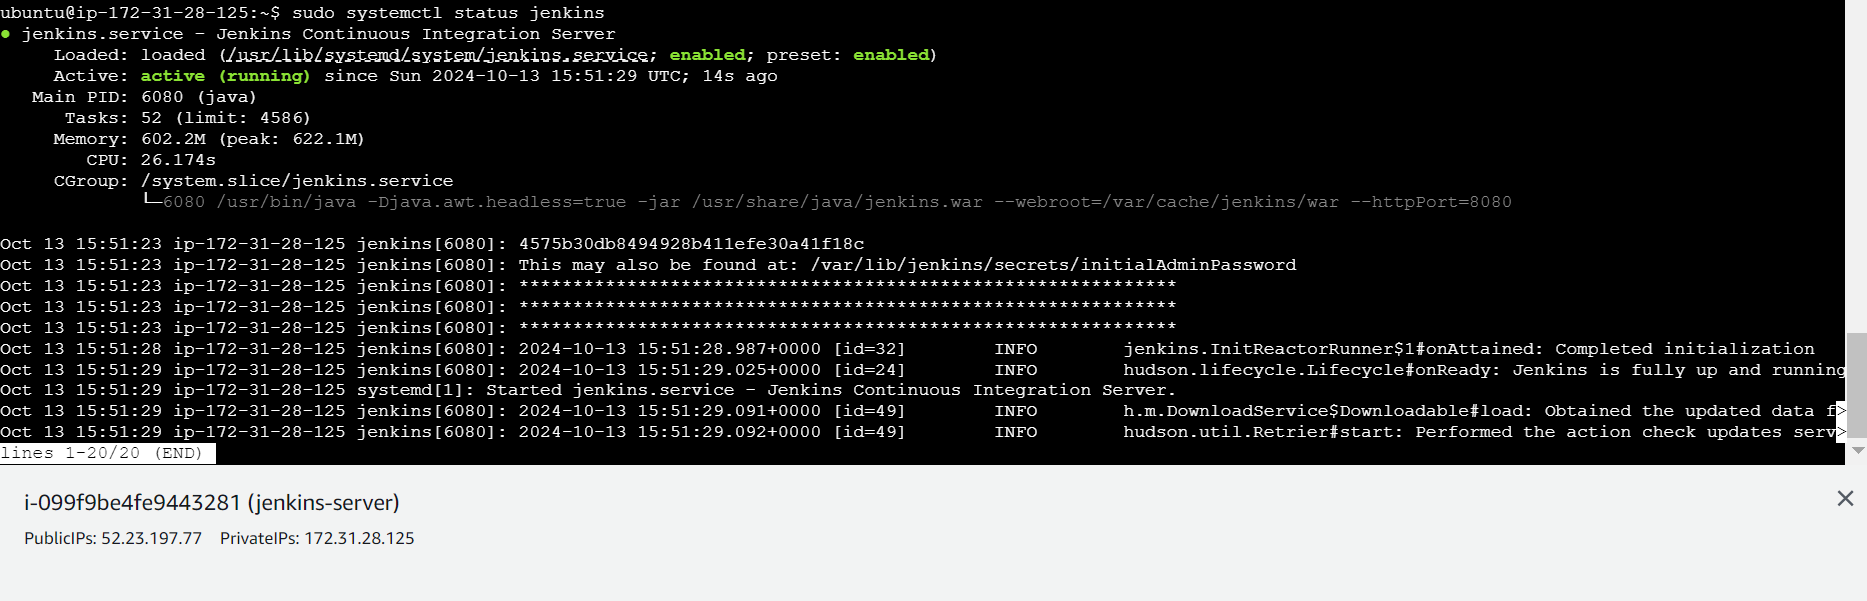 ubuntu@ip-172-31-28-125:~$ sudo systemctl status jenkins
● jenkins.service - Jenkins Continuous Integration Server
Loaded: loaded (/usr/lib/systemd/system/jenkins.service; enabled; preset: enabled)
Active: active (running) since Sun 2024-10-13 15:51:29 UTC; 14s ago
Main PID: 6080 (java)
Tasks: 52 (limit: 4586)
Memory: 602.2M (peak: 622.1M)
CPU: 26.174s
CGroup: /system.slice/jenkins.service
└─6080 /usr/bin/java -Djava.awt.headless=true -jar /usr/share/java/jenkins.war --webroot=/var/cache/jenkins/war --httpPort=8080
Oct 13 15:51:23 ip-172-31-28-125 jenkins[6080]: 4575b30db8494928b411efe30a41f18c
Oct 13 15:51:23 ip-172-31-28-125 jenkins[6080]: This may also be found at: /var/lib/jenkins/secrets/initialAdminPassword
Oct 13 15:51:23 ip-172-31-28-125 jenkins[6080]: *************************************************************
Oct 13 15:51:23 ip-172-31-28-125 jenkins[6080]: *************************************************************
Oct 13 15:51:23 ip-172-31-28-125 jenkins[6080]: *************************************************************
Oct 13 15:51:28 ip-172-31-28-125 jenkins[6080]: 2024-10-13 15:51:28.987+0000 [id=32] INFO jenkins.InitReactorRunner$1#onAttained: Completed initialization
Oct 13 15:51:29 ip-172-31-28-125 jenkins[6080]: 2024-10-13 15:51:29.025+0000 [id=24] INFO hudson.lifecycle.Lifecycle#onReady: Jenkins is fully up and running
Oct 13 15:51:29 ip-172-31-28-125 systemd[1]: Started jenkins.service - Jenkins Continuous Integration Server.
Oct 13 15:51:29 ip-172-31-28-125 jenkins[6080]: 2024-10-13 15:51:29.091+0000 [id=49] INFO h.m.DownloadService$Downloadable#load: Obtained the updated data f>
Oct 13 15:51:29 ip-172-31-28-125 jenkins[6080]: 2024-10-13 15:51:29.092+0000 [id=49] INFO hudson.util.Retrier#start: Performed the action check updates serv>
lines 1-20/20 (END)
i-099f9be4fe9443281 (jenkins-server)
PublicIPs: 52.23.197.77 PrivateIPs: 172.31.28.125